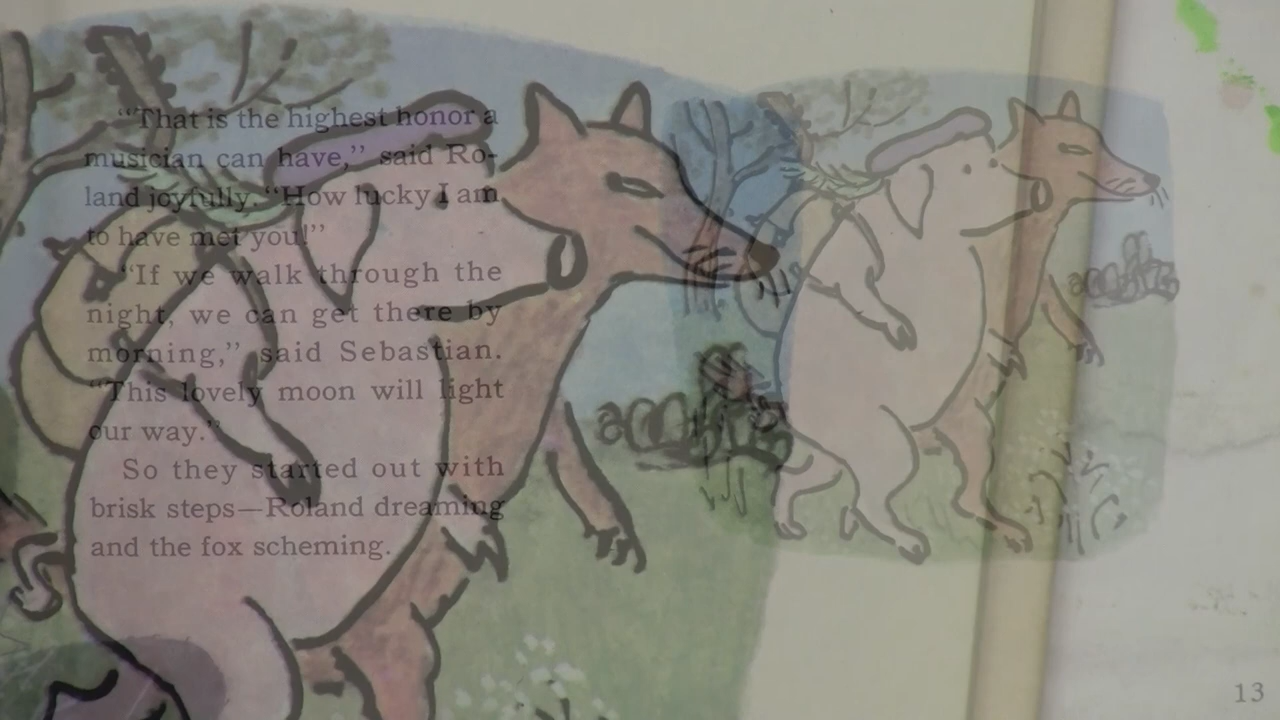 “That is the highest honor a
musician can have,” said Ro-
land joyfully. “How lucky I am
to have met you!”
“If we walk through the
night, we can get there by
morning,” said Sebastian.
“This lovely moon will light
our way.”
So they started out with
brisk steps—Roland dreaming
and the fox scheming.
13